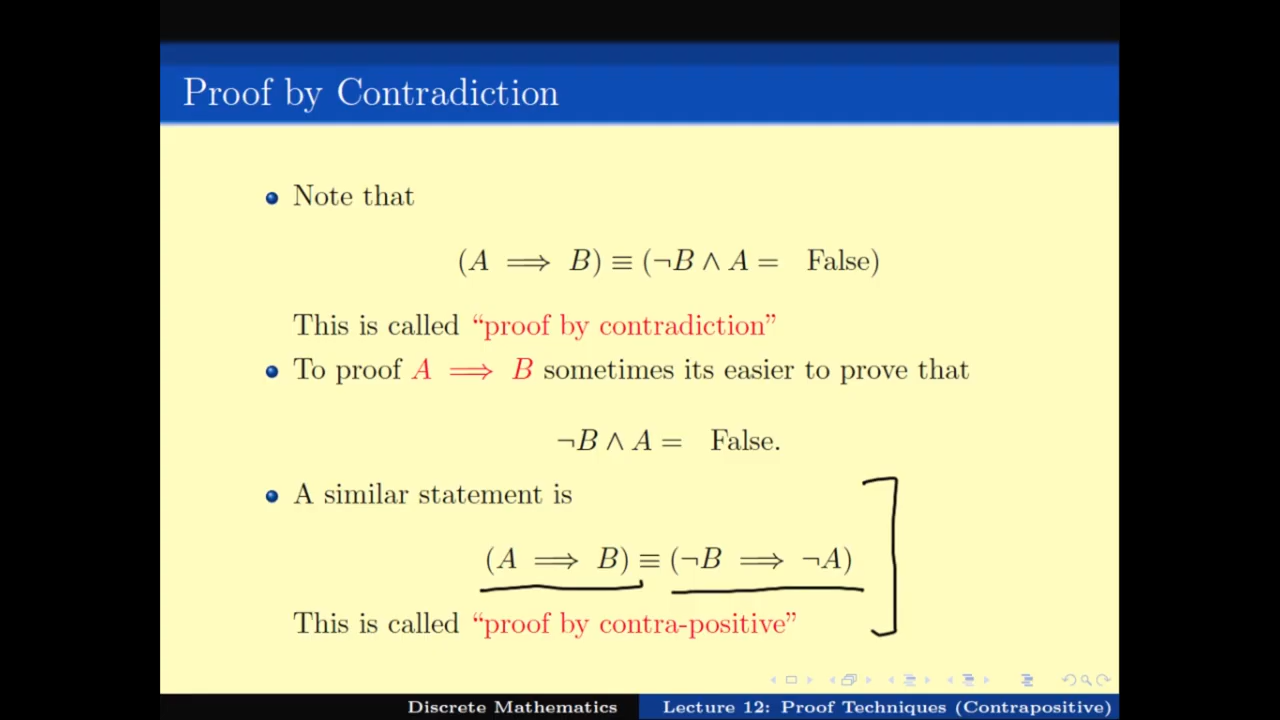 Proof by Contradiction
Note that
(A ⟹ B) ≡ (¬B ∧ A = False)
This is called “proof by contradiction”
To proof A ⟹ B sometimes its easier to prove that
¬B ∧ A = False.
A similar statement is
(A ⟹ B) ≡ (¬B ⟹ ¬A)
This is called “proof by contra-positive”
Discrete Mathematics
Lecture 12: Proof Techniques (Contrapositive)